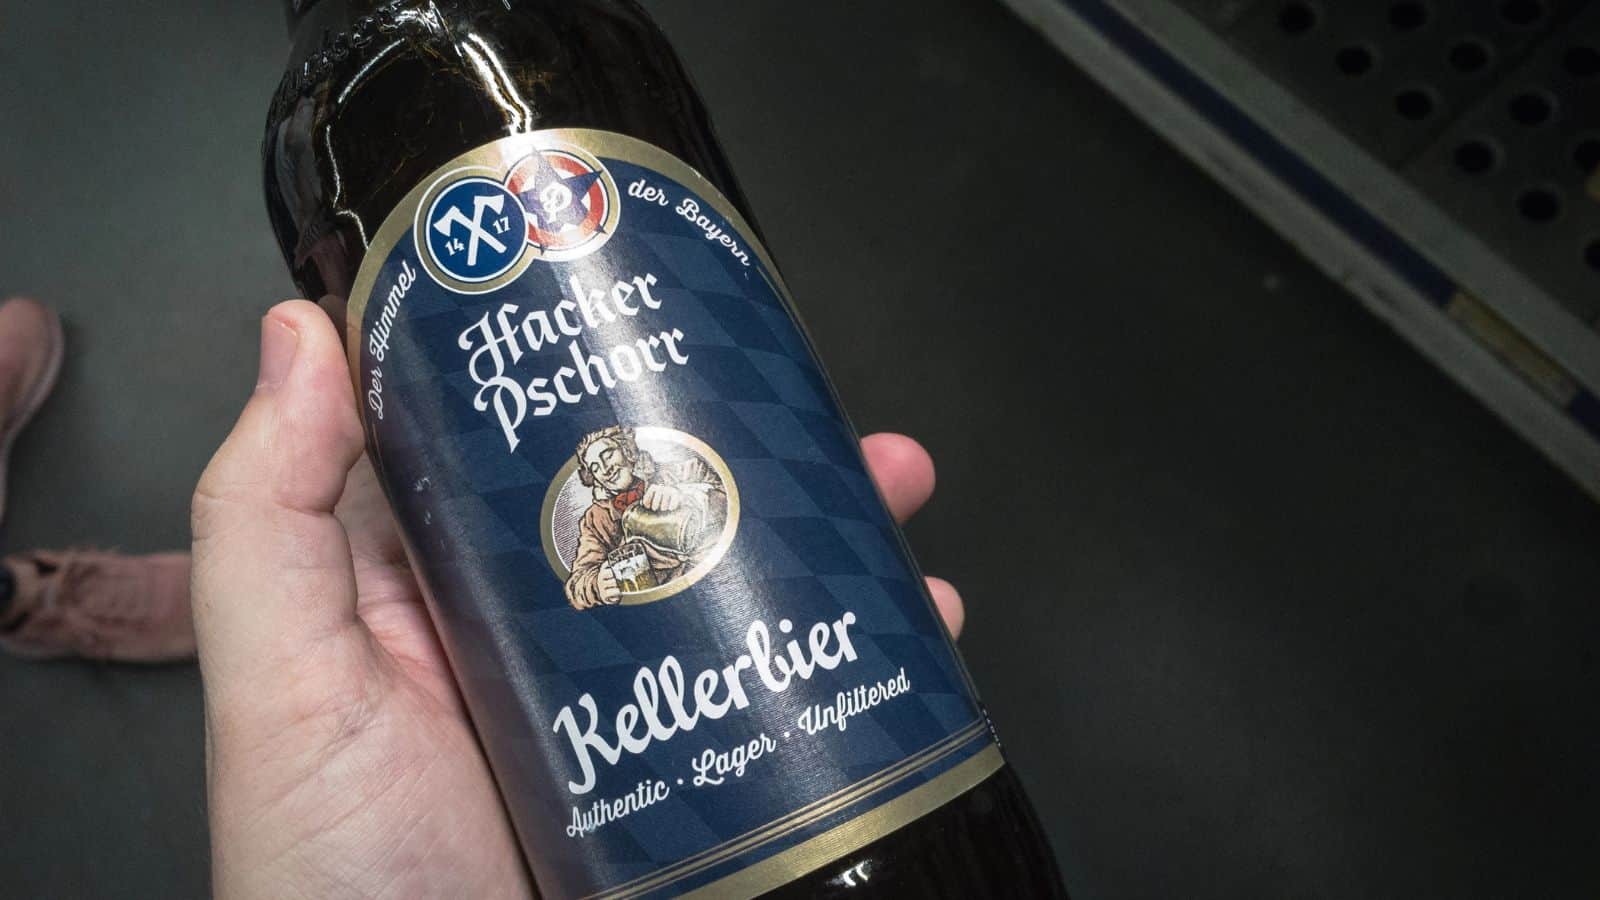 Der Himmel der Bayern
14 17
P
Hacker
Pschorr
Kellerbier
Authentic · Lager · Unfiltered